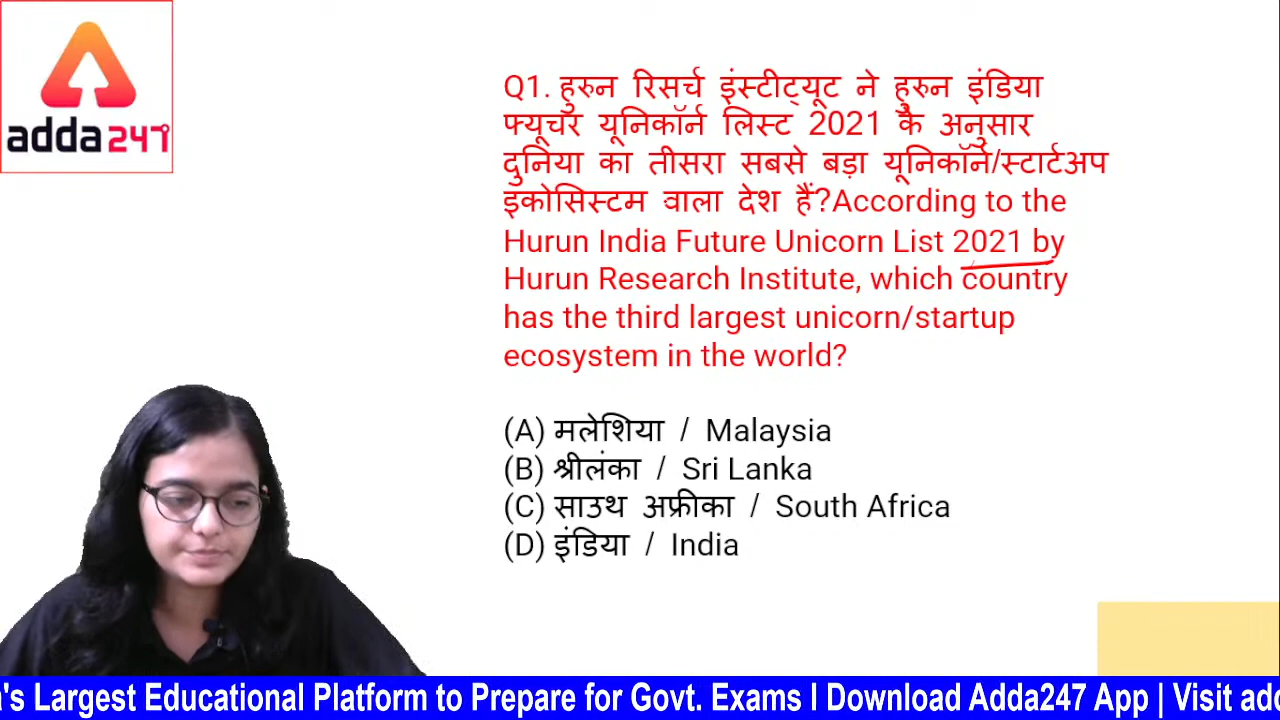 adda247
Q1. हुरुन रिसर्च इंस्टीट्यूट ने हुरुन इंडिया
फ्यूचर यूनिकॉर्न लिस्ट 2021 के अनुसार
दुनिया का तीसरा सबसे बड़ा यूनिकॉर्न/स्टार्टअप
इकोसिस्टम वाला देश हैं?According to the
Hurun India Future Unicorn List 2021 by
Hurun Research Institute, which country
has the third largest unicorn/startup
ecosystem in the world?
(A) मलेशिया / Malaysia
(B) श्रीलंका / Sri Lanka
(C) साउथ अफ्रीका / South Africa
(D) इंडिया / India
's Largest Educational Platform to Prepare for Govt. Exams I Download Adda247 App | Visit